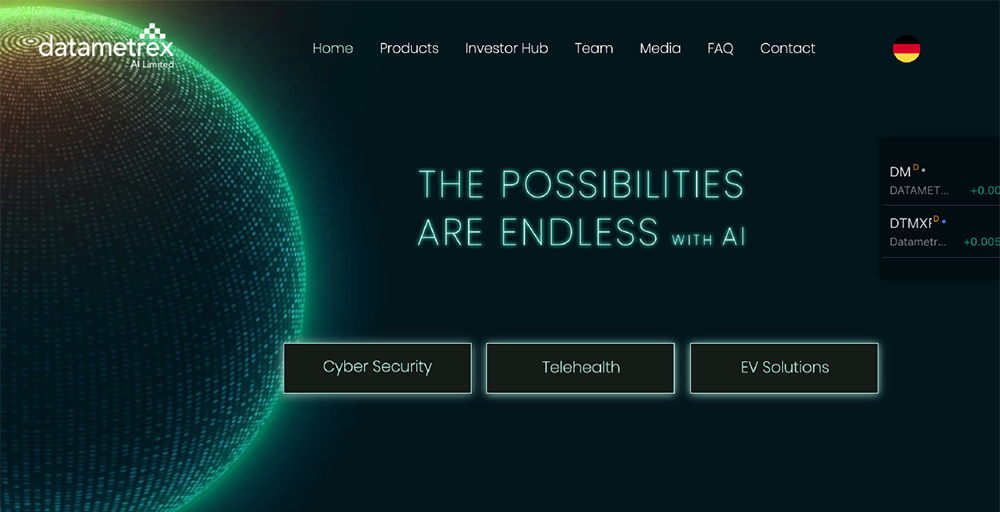 datametrex
AI Limited
Home Products Investor Hub Team Media FAQ Contact
THE POSSIBILITIES
ARE ENDLESS WITH AI
DM D
DATAMET... +0.00
DTMXF D
Datametr... +0.005
Cyber Security Telehealth EV Solutions